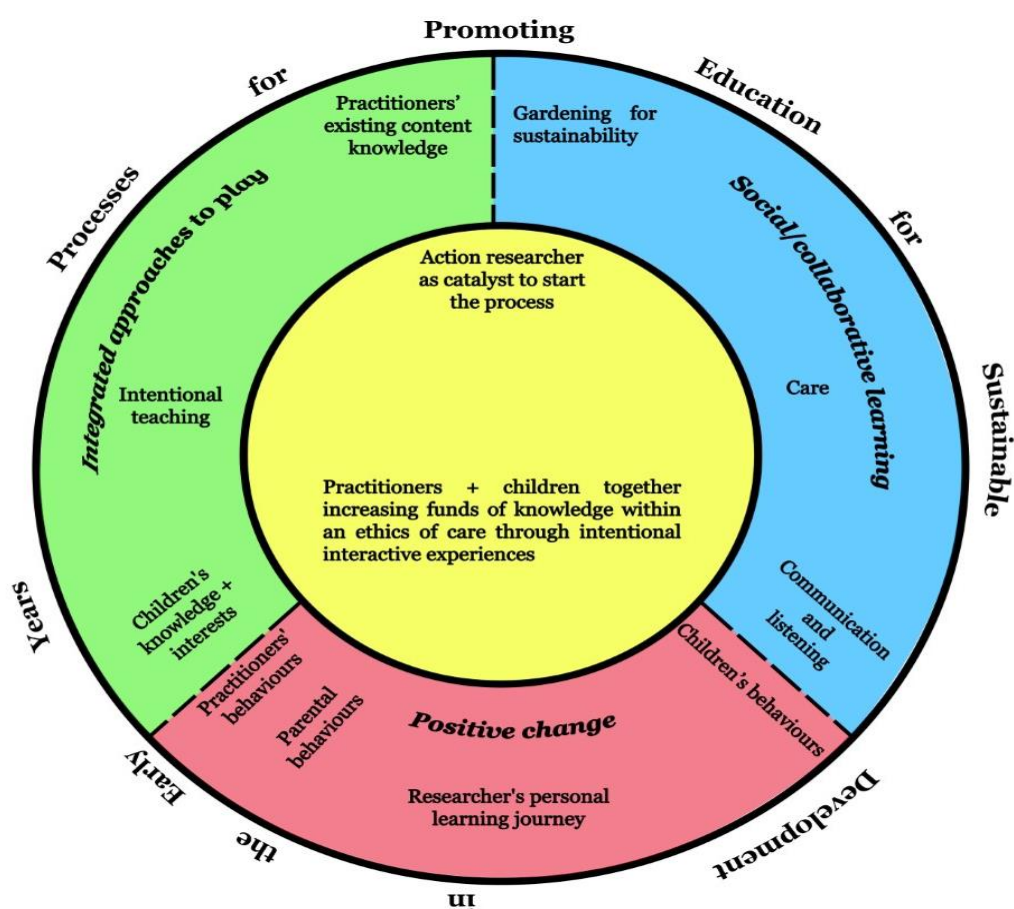 Processes for Promoting Education for Sustainable Development in the Early Years
Practitioners’
existing content
knowledge
Integrated approaches to play
Intentional
teaching
Children's
knowledge +
interests
Gardening for
sustainability
Social/collaborative learning
Care
Communication
and
listening
Action researcher
as catalyst to start
the process
Practitioners + children together
increasing funds of knowledge within
an ethics of care through intentional
interactive experiences
Practitioners'
behaviours
Parental
behaviours
Positive change
Children’s behaviours
Researcher's personal
learning journey